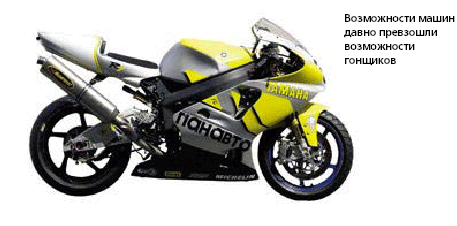 Возможности машин
давно превзошли
возможности
гонщиков
YAMAHA
ПАНАВТО
MICHELIN